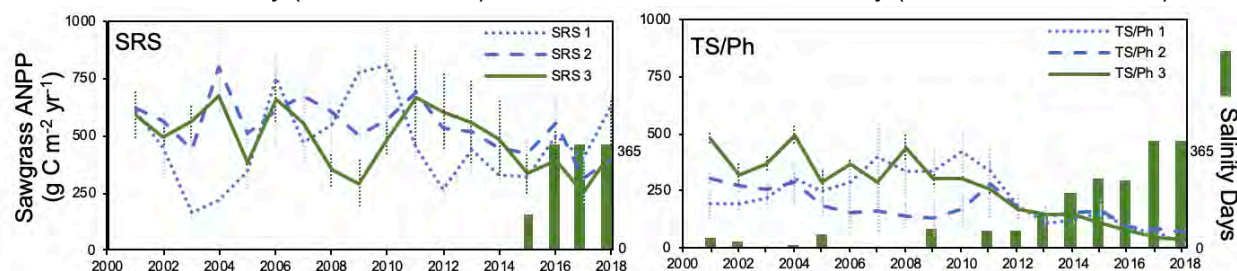 SRS
SRS 1
SRS 2
SRS 3
1000
750
500
250
0
365
0
2000 2002 2004 2006 2008 2010 2012 2014 2016 2018
Sawgrass ANPP
(g C m⁻² yr⁻¹)
TS/Ph
TS/Ph 1
TS/Ph 2
TS/Ph 3
1000
750
500
250
0
365
0
2000 2002 2004 2006 2008 2010 2012 2014 2016 2018
Salinity Days